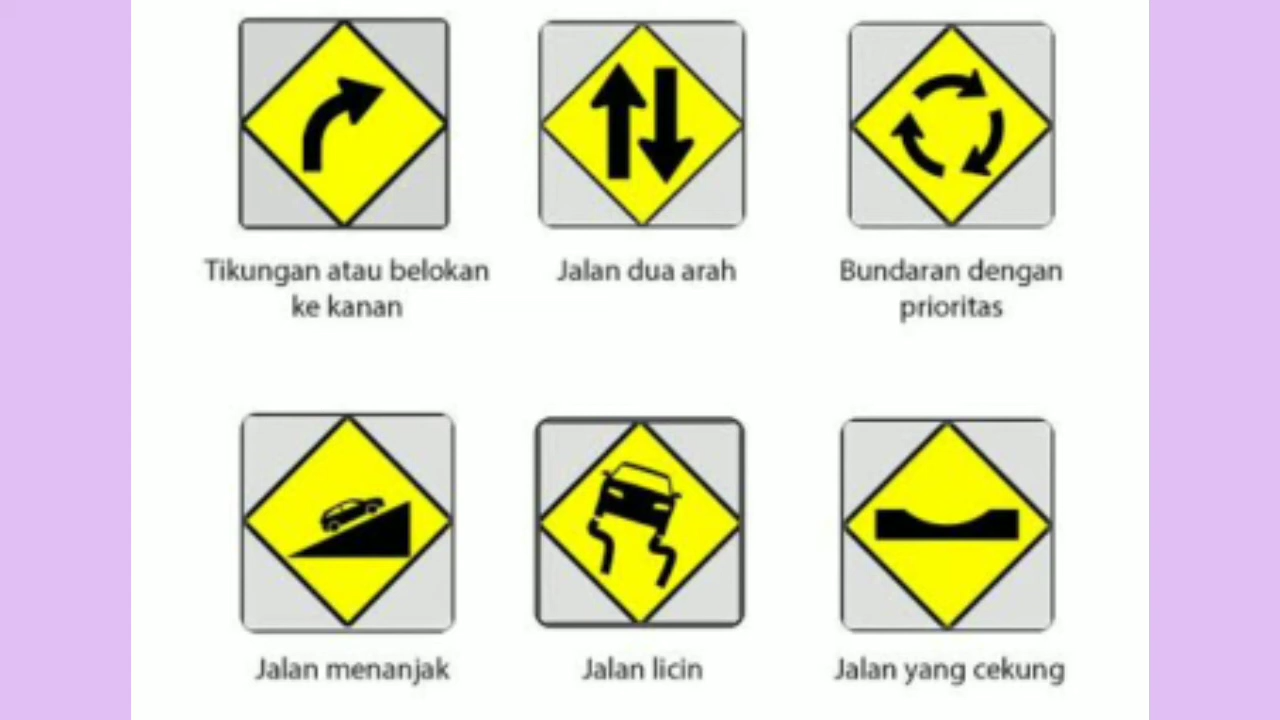 Tikungan atau belokan
ke kanan
Jalan dua arah
Bundaran dengan
prioritas
Jalan menanjak
Jalan licin
Jalan yang cekung